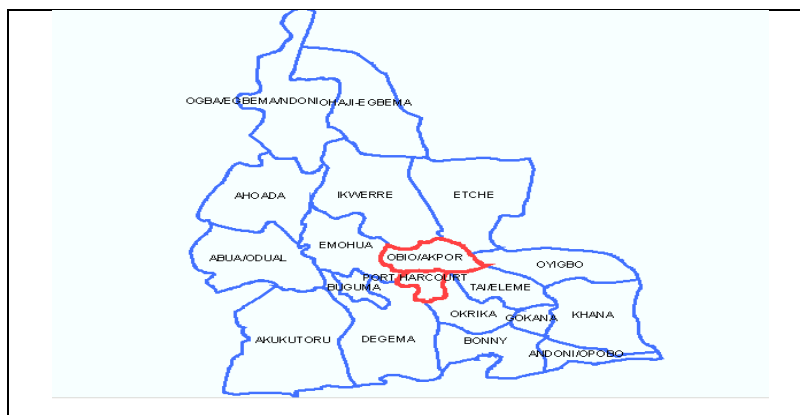 OGBA/EGBEMA/NDONI OHAJI-EGBEMA
AHOADA IKWERRE ETCHE
EMOHUA
ABUA/ODUAL OBIO/AKPOR OYIGBO
PORT HARCOURT
BUGUMA TAI/ELEME
OKRIKA GOKANA KHANA
AKUKUTORU DEGEMA BONNY
ANDONI/OPOBO